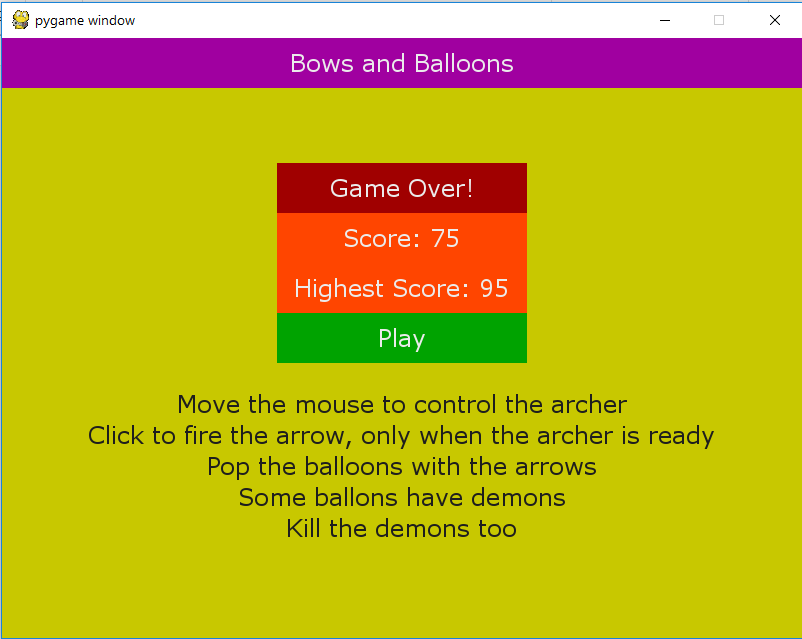 pygame window
Bows and Balloons
Game Over!
Score: 75
Highest Score: 95
Play
Move the mouse to control the archer
Click to fire the arrow, only when the archer is ready
Pop the balloons with the arrows
Some ballons have demons
Kill the demons too